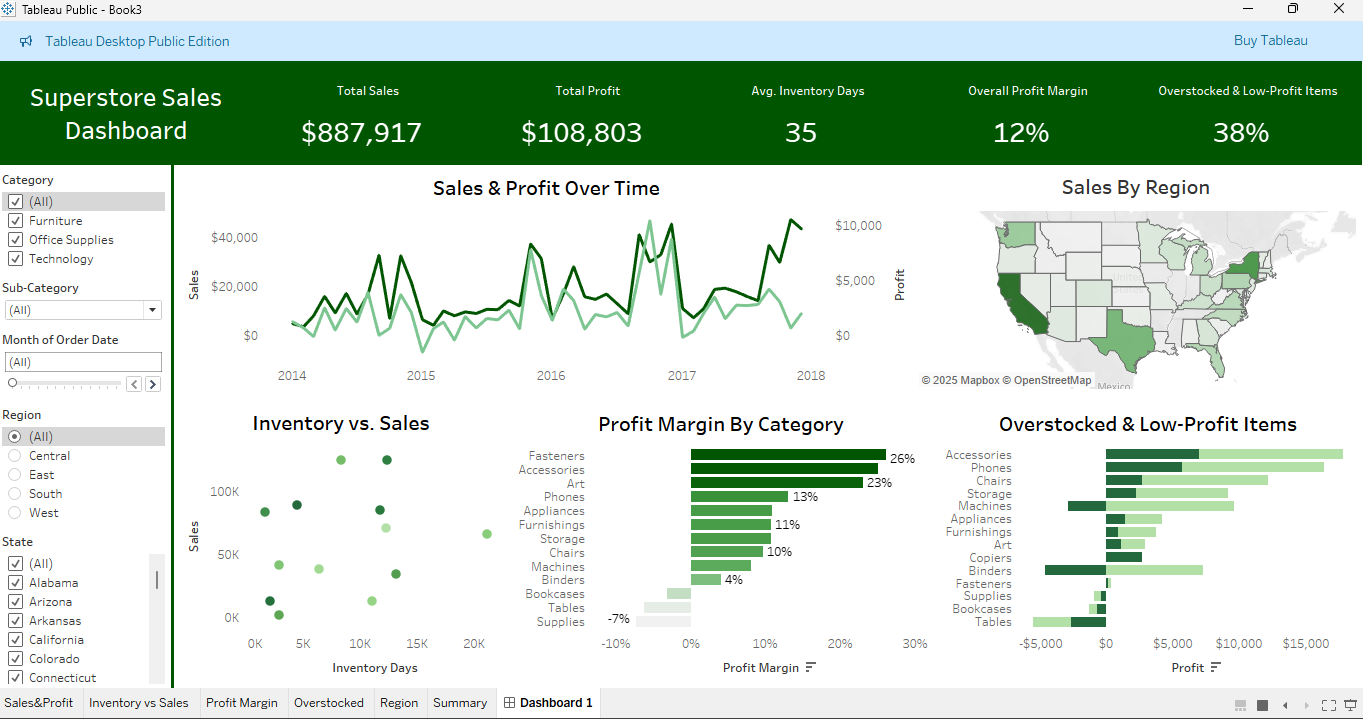 Tableau Public - Book3
Tableau Desktop Public Edition
Buy Tableau
Superstore Sales
Dashboard
Total Sales
$887,917
Total Profit
$108,803
Avg. Inventory Days
35
Overall Profit Margin
12%
Overstocked & Low-Profit Items
38%
Category
(All)
Furniture
Office Supplies
Technology
Sub-Category
(All)
Month of Order Date
(All)
Region
(All)
Central
East
South
West
State
(All)
Alabama
Arizona
Arkansas
California
Colorado
Connecticut
Sales & Profit Over Time
Sales
$40,000
$20,000
$0
$10,000
$5,000
$0
Profit
2014
2015
2016
2017
2018
Sales By Region
United
© 2025 Mapbox © OpenStreetMap
Mexico
Inventory vs. Sales
Sales
100K
50K
0K
0K
5K
10K
15K
20K
Inventory Days
Profit Margin By Category
Fasteners
26%
Accessories
Art
23%
Phones
13%
Appliances
Furnishings
11%
Storage
Chairs
10%
Machines
Binders
4%
Bookcases
Tables
Supplies
-7%
-10%
0%
10%
20%
30%
Profit Margin
Overstocked & Low-Profit Items
Accessories
Phones
Chairs
Storage
Machines
Appliances
Furnishings
Art
Copiers
Binders
Fasteners
Supplies
Bookcases
Tables
-$5,000
$0
$5,000
$10,000
$15,000
Profit
Sales&Profit
Inventory vs Sales
Profit Margin
Overstocked
Region
Summary
Dashboard 1